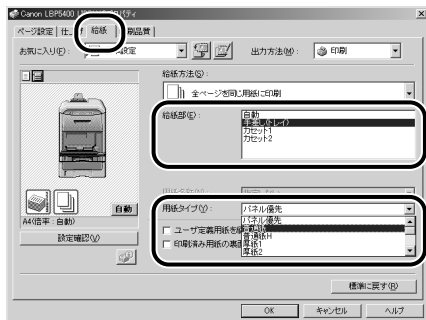 Canon LBP5400
ページ設定
給紙
刷品質
お気に入り(F):
出力方法(M):
印刷
給紙方法(S):
全ページを同じ用紙に印刷
給紙部(E):
自動
手差し(トレイ)
カセット1
カセット2
自動
A4(倍率:自動)
設定確認(V)
用紙タイプ(Y):
パネル優先
パネル優先
普通紙
普通紙H
厚紙1
厚紙2
ユーザ定義用紙を
印刷済み用紙の裏面
標準に戻す(R)
OK
キャンセル
ヘルプ